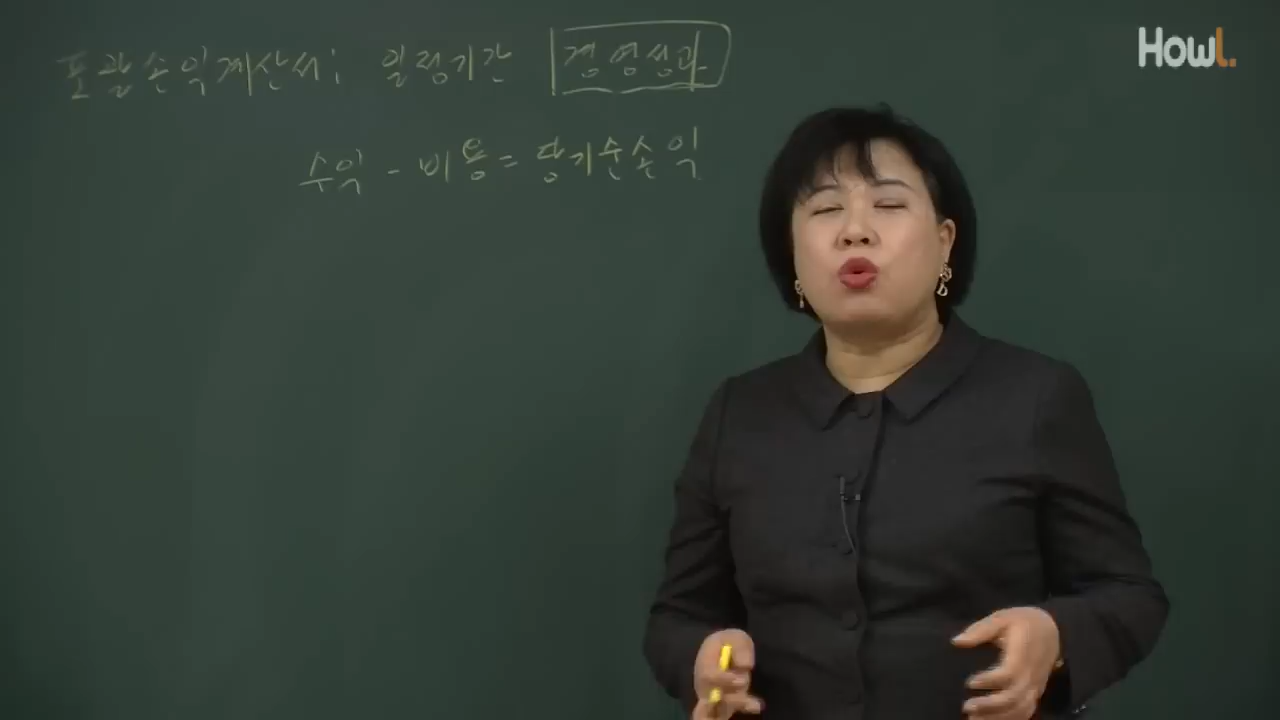 포괄손익계산서; 일정기간 경영성과
수익 - 비용 = 당기순손익
Howl.